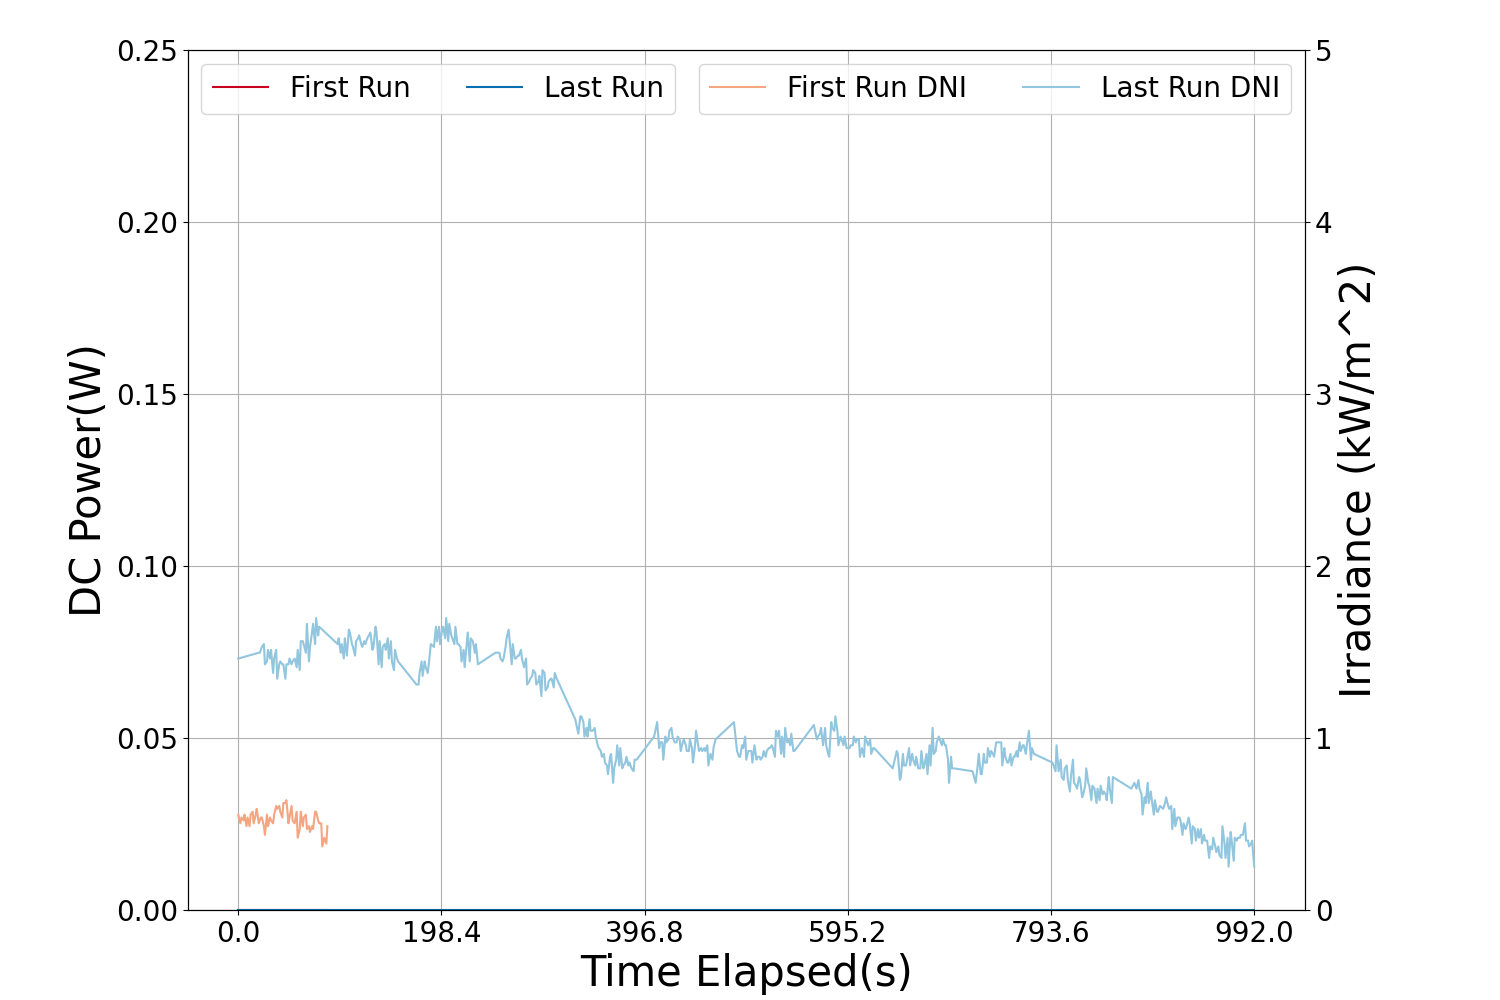 First Run
Last Run
First Run DNI
Last Run DNI
DC Power(W)
0.25
0.20
0.15
0.10
0.05
0.00
5
4
3
2
1
0
Irradiance (kW/m^2)
0.0 198.4 396.8 595.2 793.6 992.0
Time Elapsed(s)